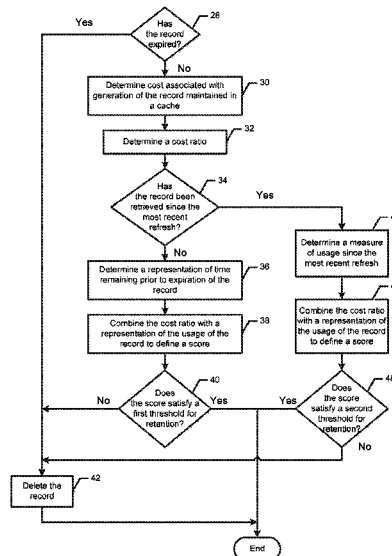 28
Yes
Has
the record
expired?
No
30
Determine cost associated with
generation of the record maintained in
a cache
32
Determine a cost ratio
34
Has
the record been
retrieved since the
most recent
refresh?
Yes
No
Determine a measure
of usage since the
most recent refresh
36
Determine a representation of time
remaining prior to expiration of the
record
38
Combine the cost ratio with a
representation of the usage of the
record to define a score
Combine the cost ratio
with a representation of
the usage of the record
to define a score
40
Does
the score satisfy a
first threshold for
retention?
No
Yes
Does
the score
satisfy a second
threshold for
retention?
Yes
No
42
Delete the
record
End